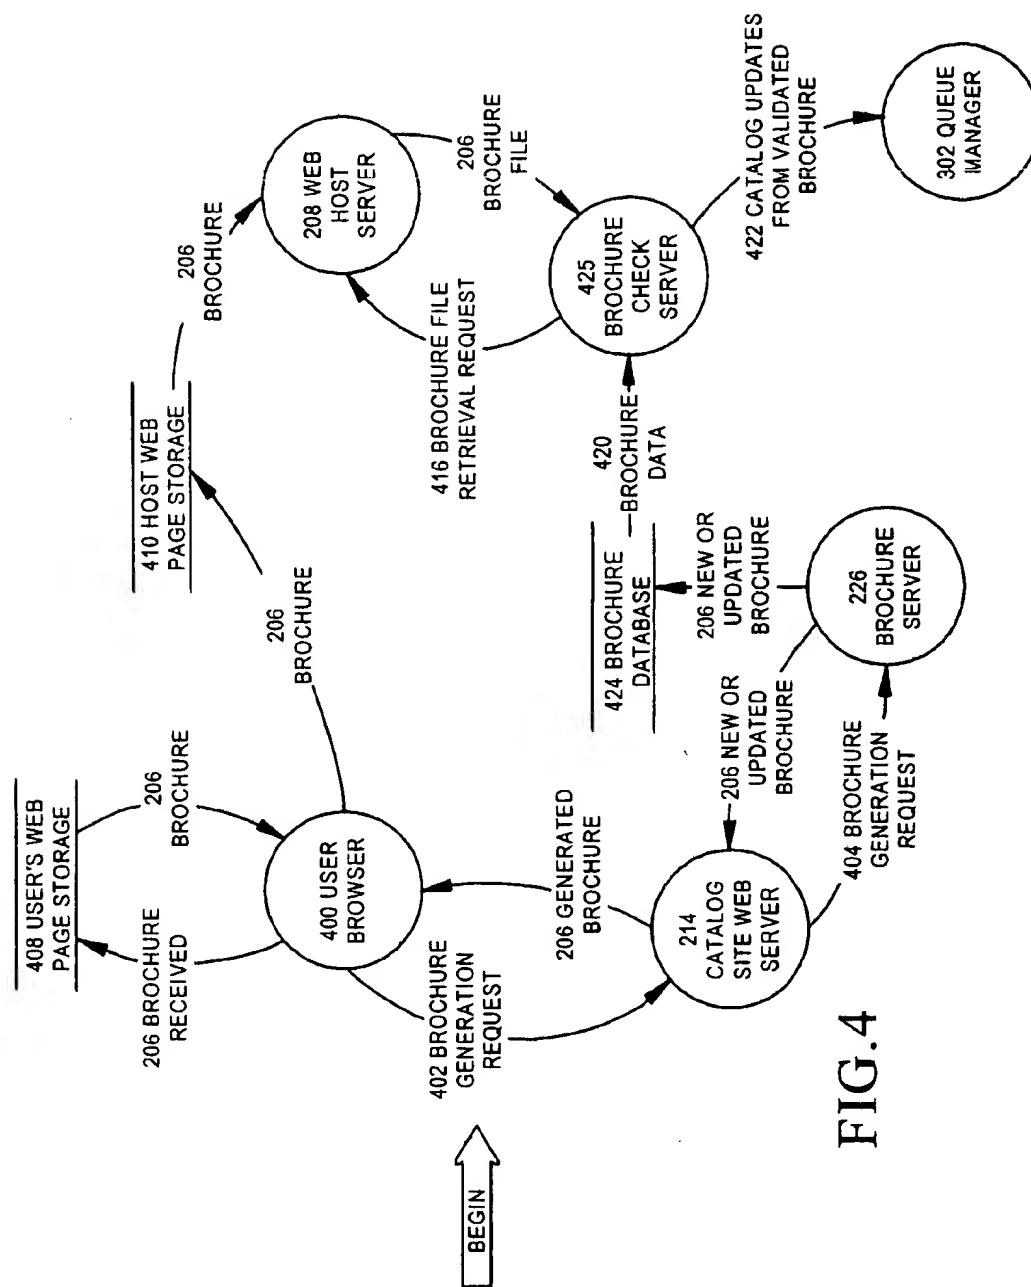 BEGIN
408 USER'S WEB
PAGE STORAGE
206 BROCHURE
RECEIVED
206
BROCHURE
400 USER
BROWSER
402 BROCHURE
GENERATION
REQUEST
206 GENERATED
BROCHURE
214
CATALOG
SITE WEB
SERVER
404 BROCHURE
GENERATION
REQUEST
206 NEW OR
UPDATED
BROCHURE
226
BROCHURE
SERVER
206 NEW OR
UPDATED
BROCHURE
424 BROCHURE
DATABASE
420
BROCHURE
DATA
206
BROCHURE
410 HOST WEB
PAGE STORAGE
206
BROCHURE
208 WEB
HOST
SERVER
416 BROCHURE FILE
RETRIEVAL REQUEST
206
BROCHURE
FILE
425
BROCHURE
CHECK
SERVER
422 CATALOG UPDATES
FROM VALIDATED
BROCHURE
302 QUEUE
MANAGER
FIG.4